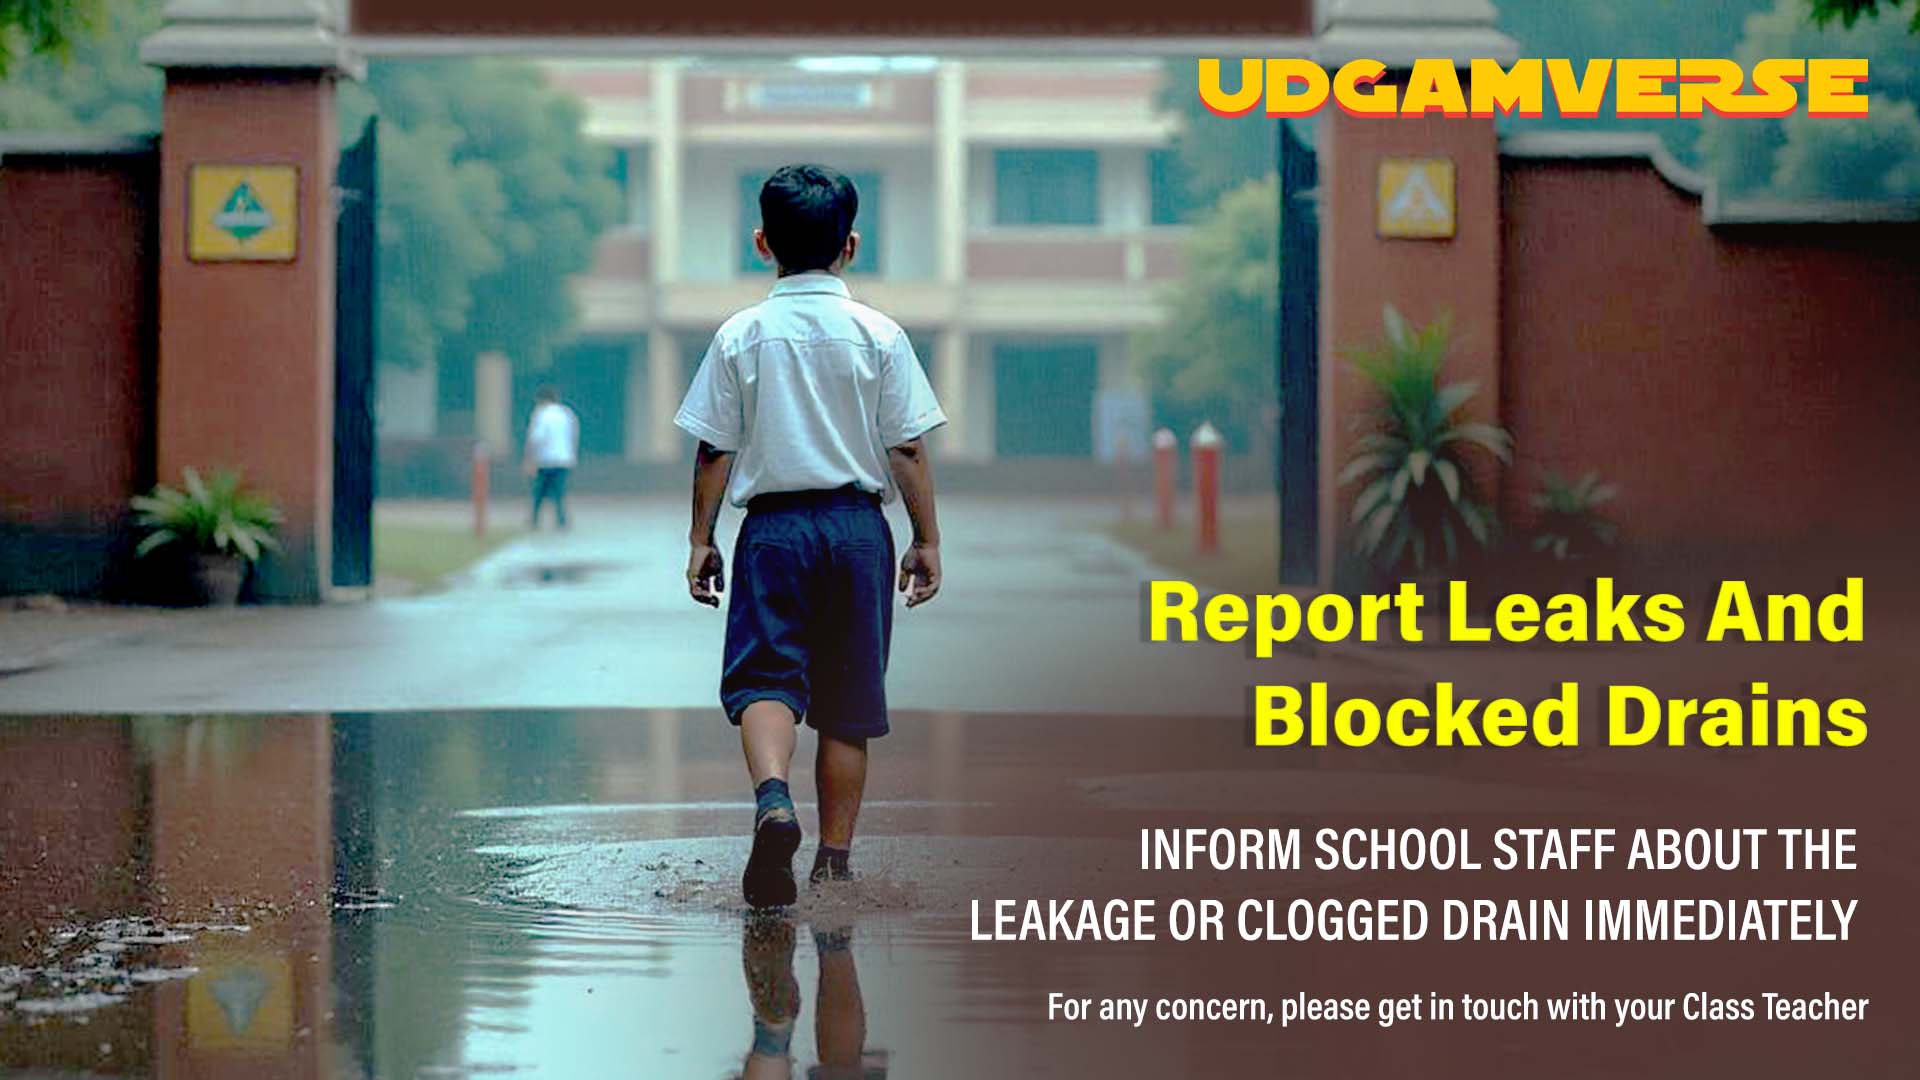 UDGAMVERSE
Report Leaks And
Blocked Drains
INFORM SCHOOL STAFF ABOUT THE
LEAKAGE OR CLOGGED DRAIN IMMEDIATELY
For any concern, please get in touch with your Class Teacher